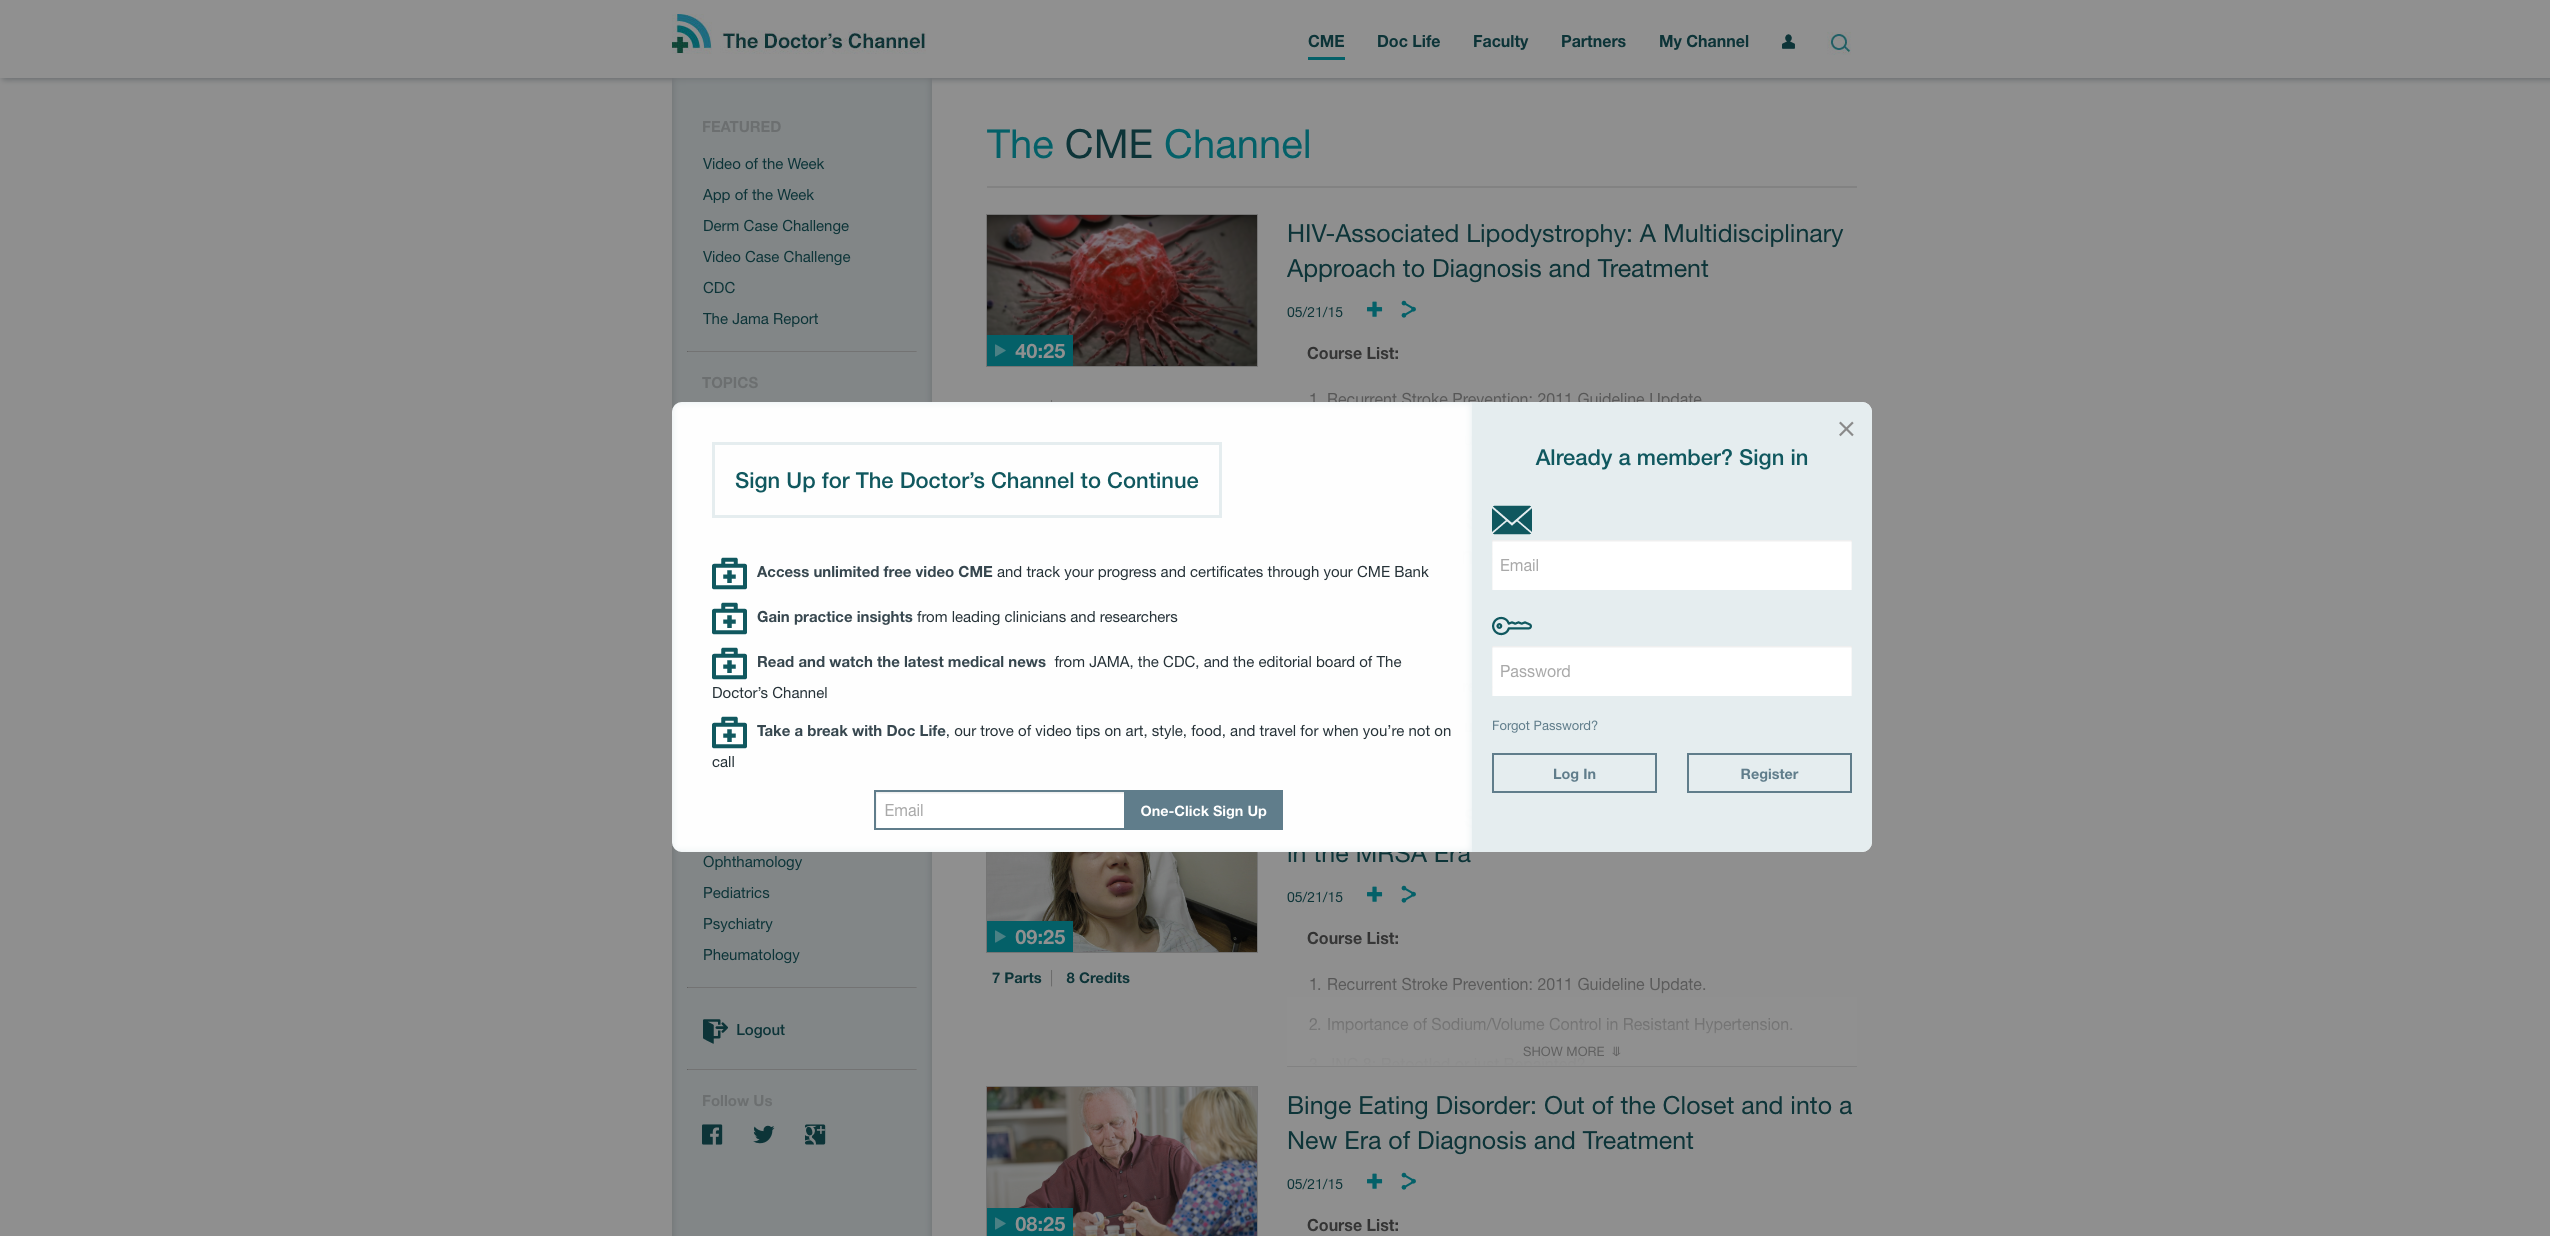 The Doctor’s Channel
CME
Doc Life
Faculty
Partners
My Channel
FEATURED
Video of the Week
App of the Week
Derm Case Challenge
Video Case Challenge
CDC
The Jama Report
TOPICS
The CME Channel
40:25
HIV-Associated Lipodystrophy: A Multidisciplinary
Approach to Diagnosis and Treatment
05/21/15
Course List:
1. Recurrent Stroke Prevention: 2011 Guideline Update.
Sign Up for The Doctor’s Channel to Continue
Access unlimited free video CME and track your progress and certificates through your CME Bank
Gain practice insights from leading clinicians and researchers
Read and watch the latest medical news from JAMA, the CDC, and the editorial board of The
Doctor’s Channel
Take a break with Doc Life, our trove of video tips on art, style, food, and travel for when you’re not on
call
Email
One-Click Sign Up
Already a member? Sign in
Email
Password
Forgot Password?
Log In
Register
Ophthamology
Pediatrics
Psychiatry
Pheumatology
Logout
Follow Us
09:25
7 Parts
8 Credits
in the MRSA Era
05/21/15
Course List:
1. Recurrent Stroke Prevention: 2011 Guideline Update.
2. Importance of Sodium/Volume Control in Resistant Hypertension.
SHOW MORE
08:25
Binge Eating Disorder: Out of the Closet and into a
New Era of Diagnosis and Treatment
05/21/15
Course List: